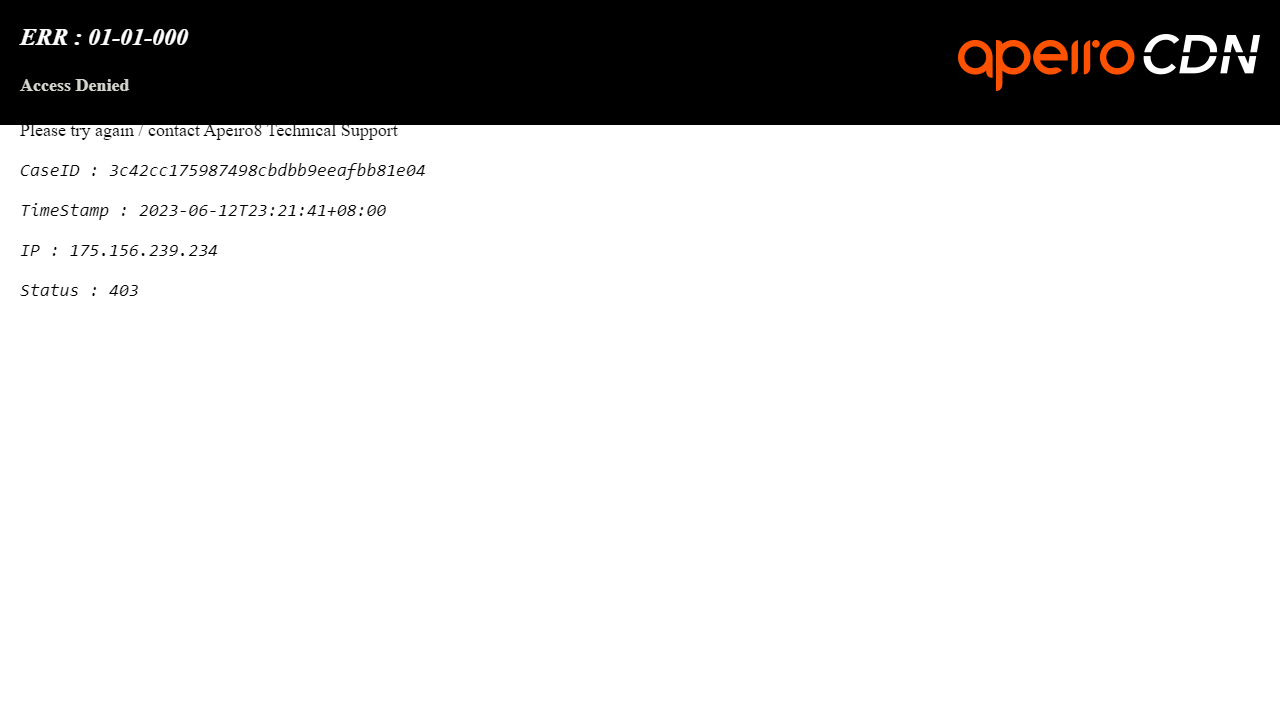 ERR : 01-01-000
apeiro CDN
Access Denied
Please try again / contact Apeiro8 Technical Support
CaseID : 3c42cc175987498cbdbb9eeafbb81e04
TimeStamp : 2023-06-12T23:21:41+08:00
IP : 175.156.239.234
Status : 403